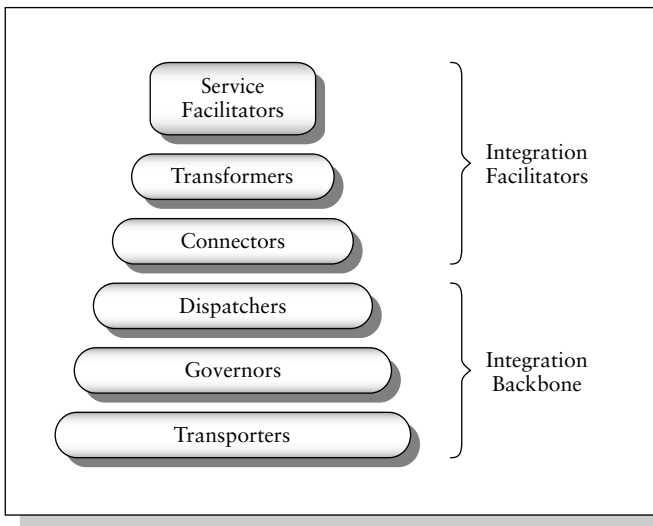 Service
Facilitators
Transformers
Connectors
Dispatchers
Governors
Transporters
Integration
Facilitators
Integration
Backbone